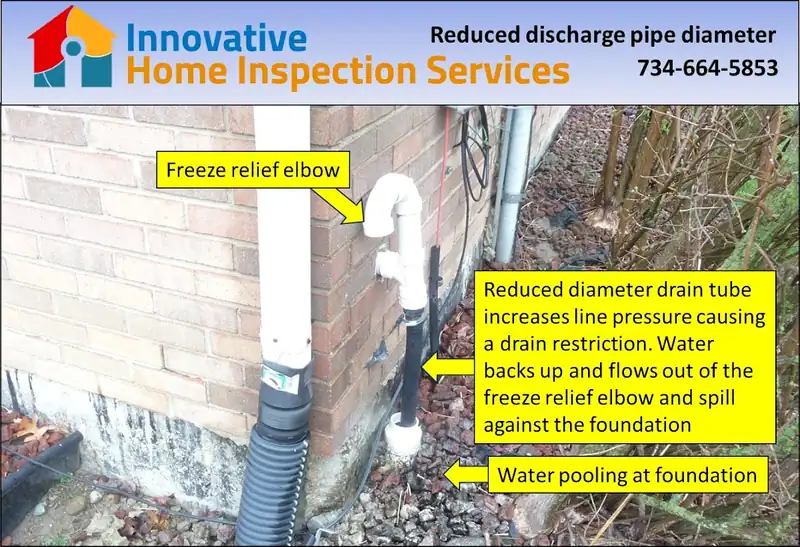 Innovative
Home Inspection Services
Reduced discharge pipe diameter
734-664-5853
Freeze relief elbow
Reduced diameter drain tube
increases line pressure causing
a drain restriction. Water
backs up and flows out of the
freeze relief elbow and spill
against the foundation
Water pooling at foundation